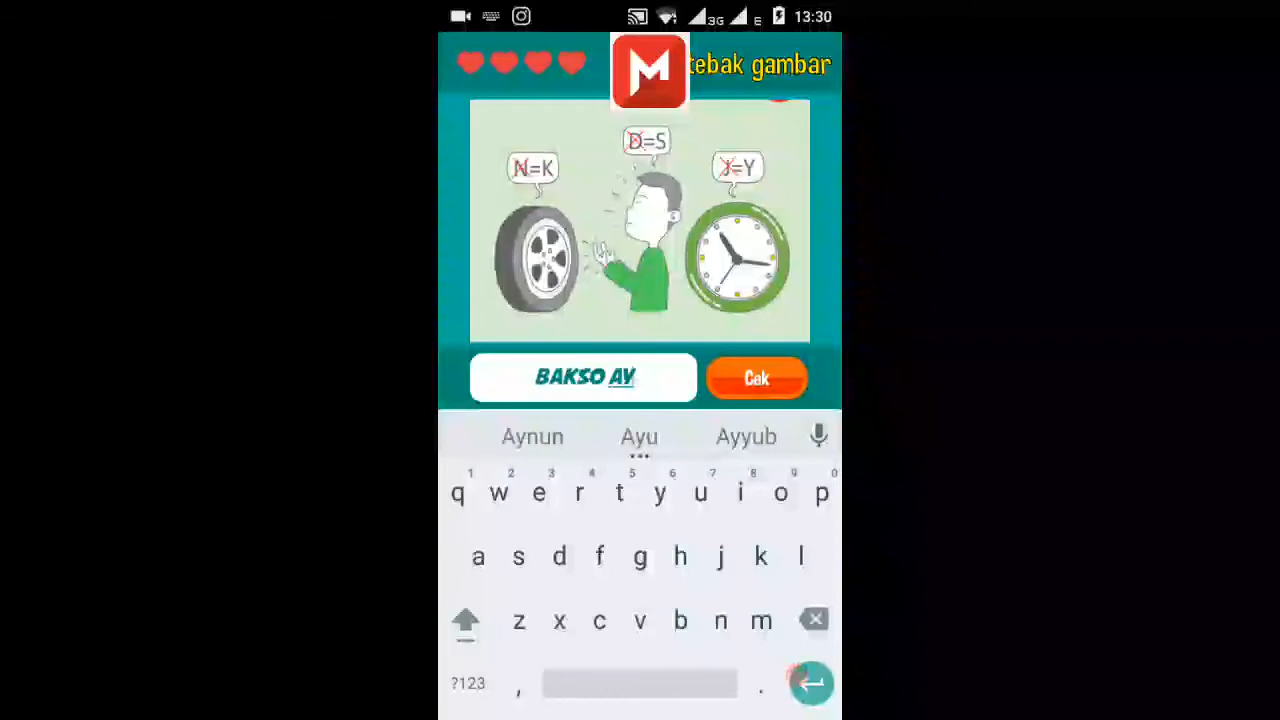 3G E 13:30
M tebak gambar
D=S
N=K J=Y
BAKSO AY Cek
Aynun Ayu Ayyub
1 2 3 4 5 6 7 8 9 0
q w e r t y u i o p
a s d f g h j k l
z x c v b n m
?123 , .